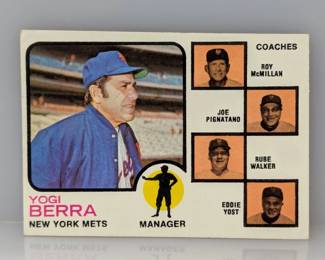 COACHES
ROY
McMILLAN
JOE
PIGNATANO
RUBE
WALKER
EDDIE
YOST
YOGI
BERRA
NEW YORK METS
MANAGER